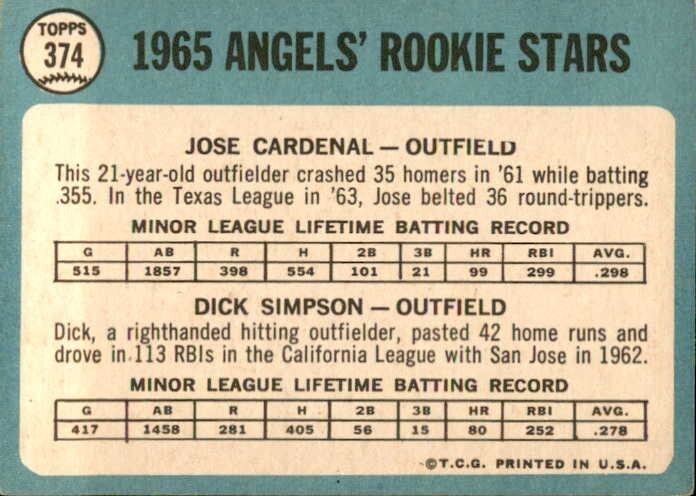 TOPPS
374
1965 ANGELS' ROOKIE STARS
JOSE CARDENAL — OUTFIELD
This 21-year-old outfielder crashed 35 homers in '61 while batting
.355. In the Texas League in '63, Jose belted 36 round-trippers.
MINOR LEAGUE LIFETIME BATTING RECORD
G AB R H 2B 3B HR RBI AVG.
515 1857 398 554 101 21 99 299 .298
DICK SIMPSON — OUTFIELD
Dick, a righthanded hitting outfielder, pasted 42 home runs and
drove in 113 RBIs in the California League with San Jose in 1962.
MINOR LEAGUE LIFETIME BATTING RECORD
G AB R H 2B 3B HR RBI AVG.
417 1458 281 405 56 15 80 252 .278
©T.C.G. PRINTED IN U.S.A.